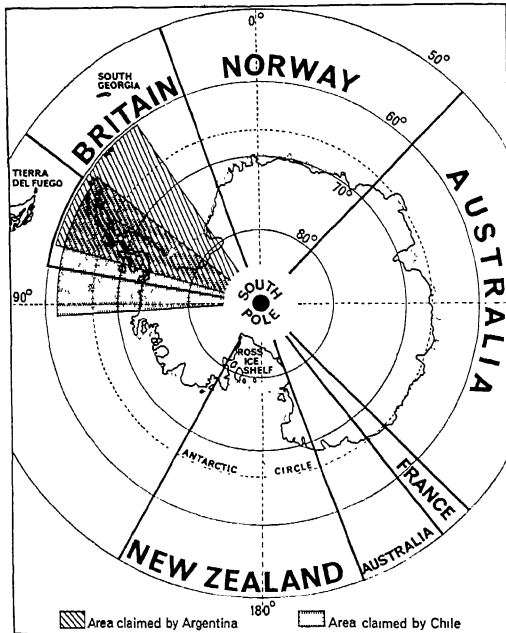 0°
50°
SOUTH
GEORGIA
BRITAIN
NORWAY
60°
TIERRA
DEL FUEGO
70°
AUSTRALIA
80°
90°
SOUTH
POLE
ROSS
ICE
SHELF
ANTARCTIC CIRCLE
FRANCE
AUSTRALIA
NEW ZEALAND
180°
Area claimed by Argentina
Area claimed by Chile